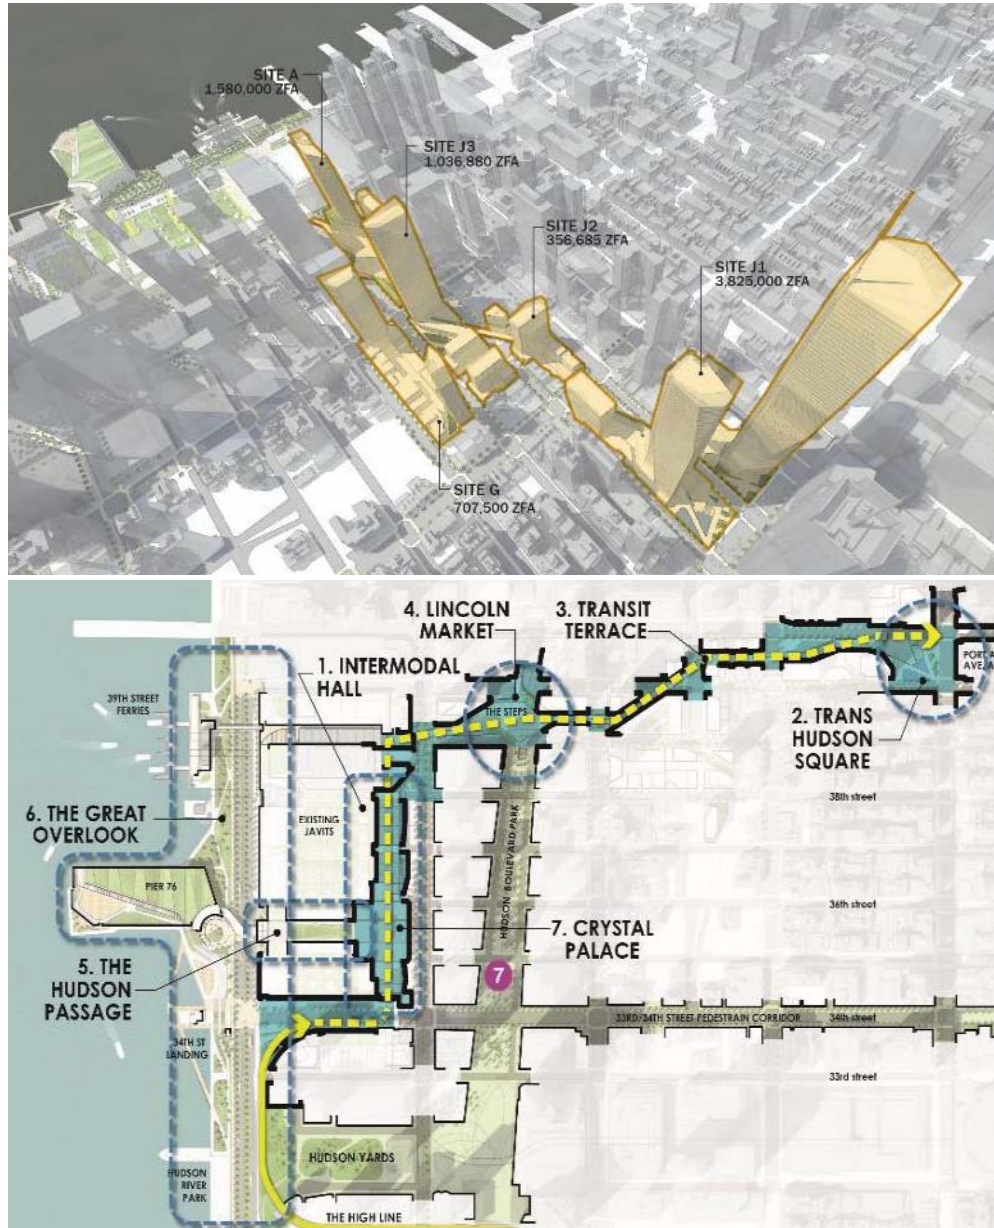 SITE A
1.580,000 ZFA
SITE J3
1,036,880 ZFA
SITE J2
356,685 ZFA
SITE J1
3,825,000 ZFA
SITE G
707,500 ZFA
4. LINCOLN
MARKET
3. TRANSIT
TERRACE
1. INTERMODAL
HALL
PORT A
AVE. A
39TH STREET
FERRIES
THE STEPS
2. TRANS
HUDSON
SQUARE
38th street
6. THE GREAT
OVERLOOK
EXISTING
JAVITS
HUDSON BOULEVARD PARK
PIER 76
36th street
7. CRYSTAL
PALACE
5. THE
HUDSON
PASSAGE
7
33RD/34TH STREET-PEDESTRAIN CORRIDOR
34th street
34TH ST
LANDING
33rd street
HUDSON YARDS
HUDSON
RIVER
PARK
THE HIGH LINE